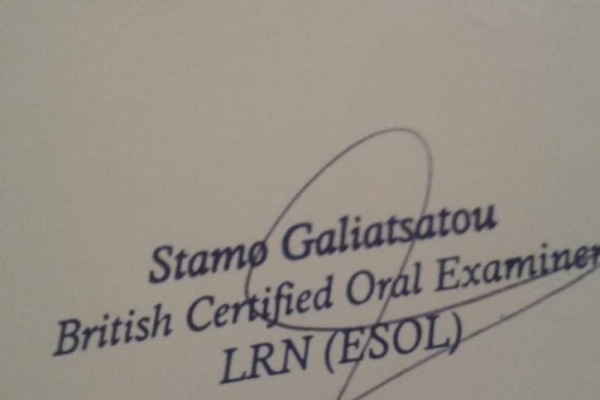 Stamo Galiatsatou
British Certified Oral Examiner
LRN (ESOL)